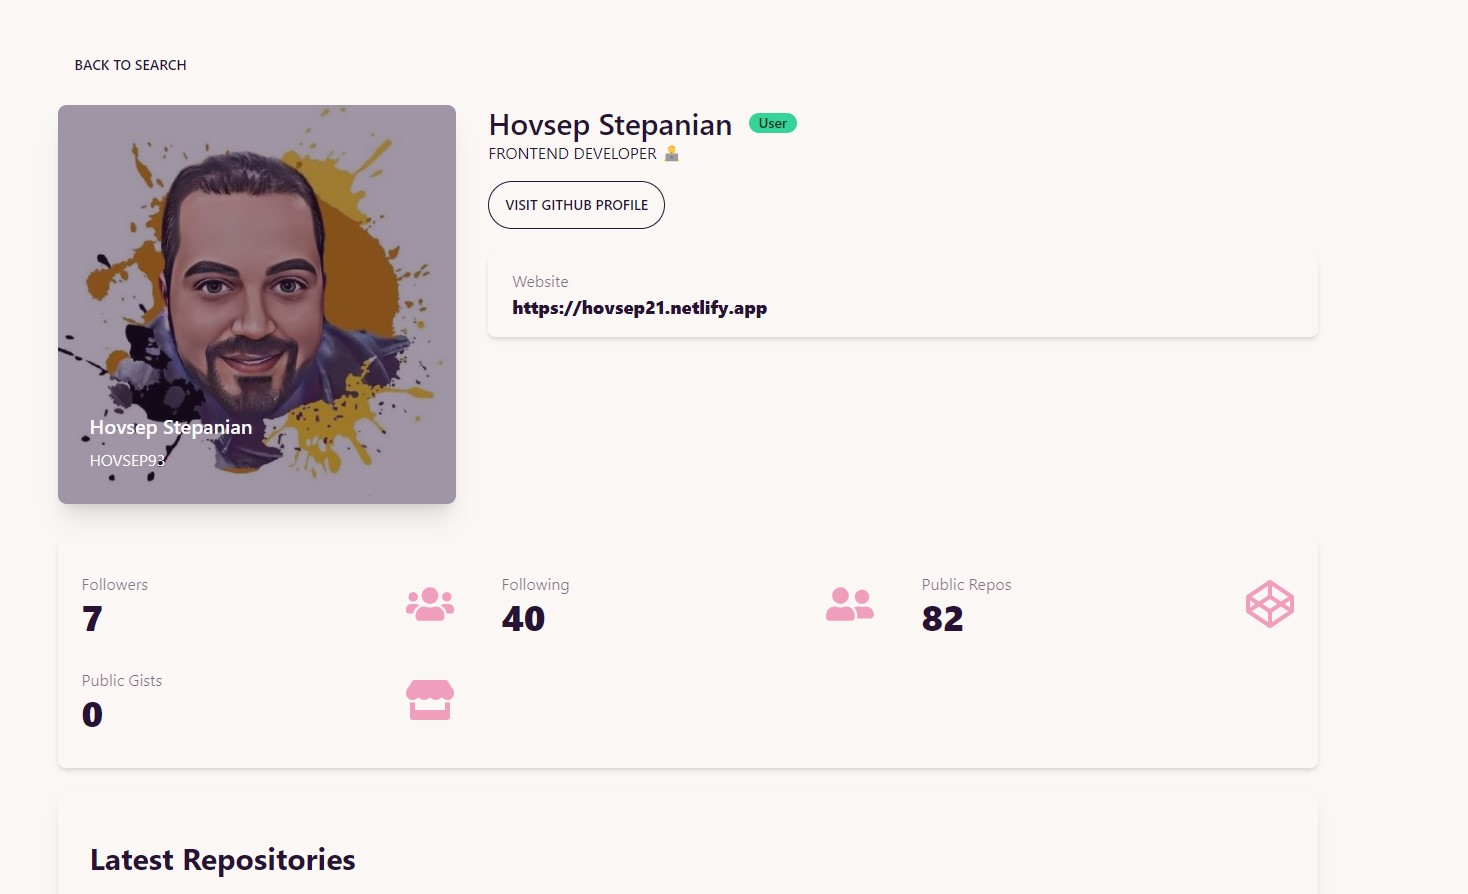 BACK TO SEARCH
Hovsep Stepanian
HOVSEP93
Hovsep Stepanian User
FRONTEND DEVELOPER 👨‍💻
VISIT GITHUB PROFILE
Website
https://hovsep21.netlify.app
Followers
7
Following
40
Public Repos
82
Public Gists
0
Latest Repositories